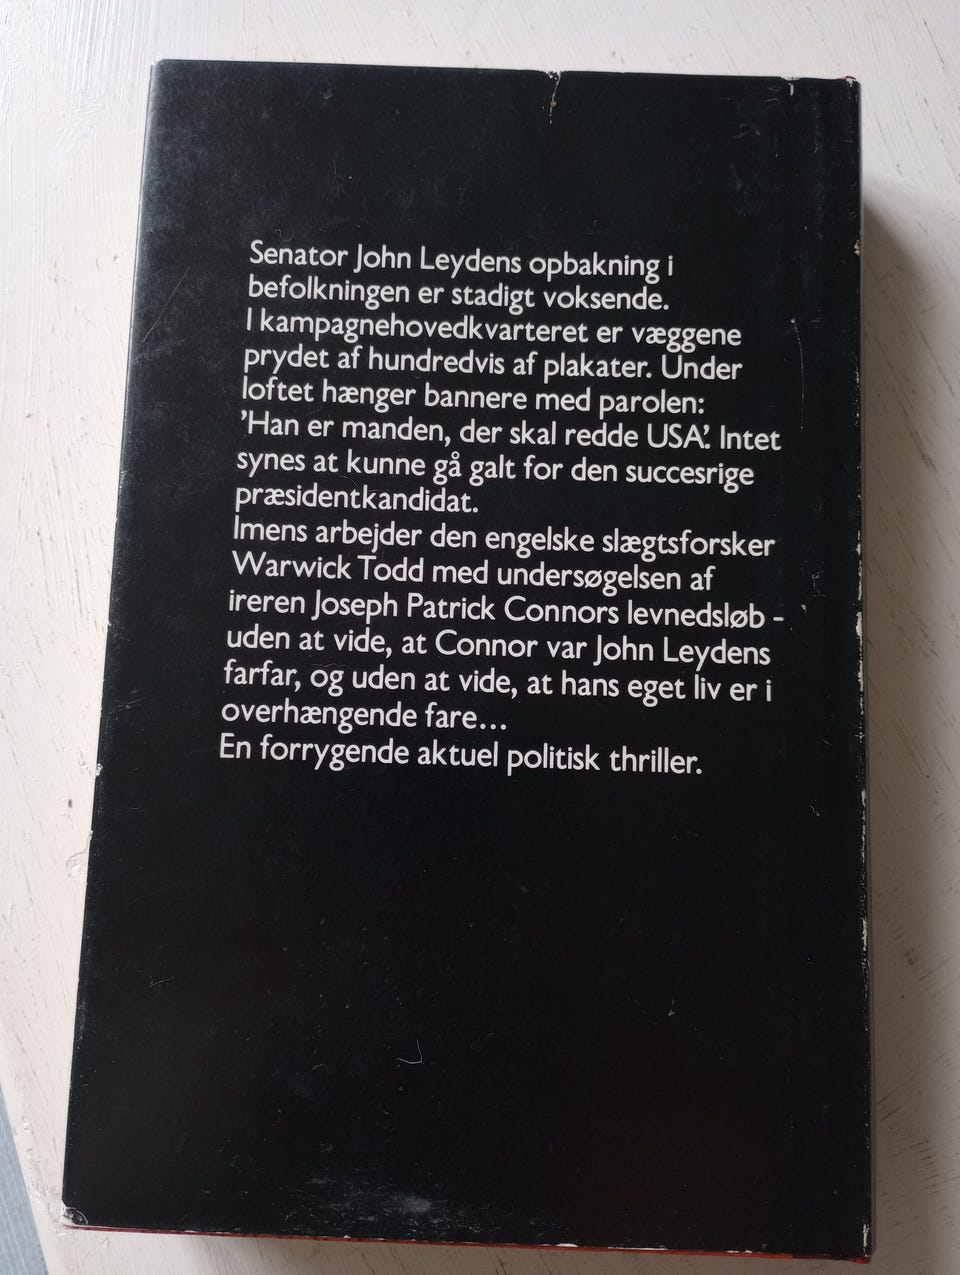 Senator John Leydens opbakning i
befolkningen er stadigt voksende.
I kampagnehovedkvarteret er væggene
prydet af hundredvis af plakater. Under
loftet hænger bannere med parolen:
'Han er manden, der skal redde USA'. Intet
synes at kunne gå galt for den succesrige
præsidentkandidat.
Imens arbejder den engelske slægtsforsker
Warwick Todd med undersøgelsen af
ireren Joseph Patrick Connors levnedsløb -
uden at vide, at Connor var John Leydens
farfar, og uden at vide, at hans eget liv er i
overhængende fare...
En forrygende aktuel politisk thriller.